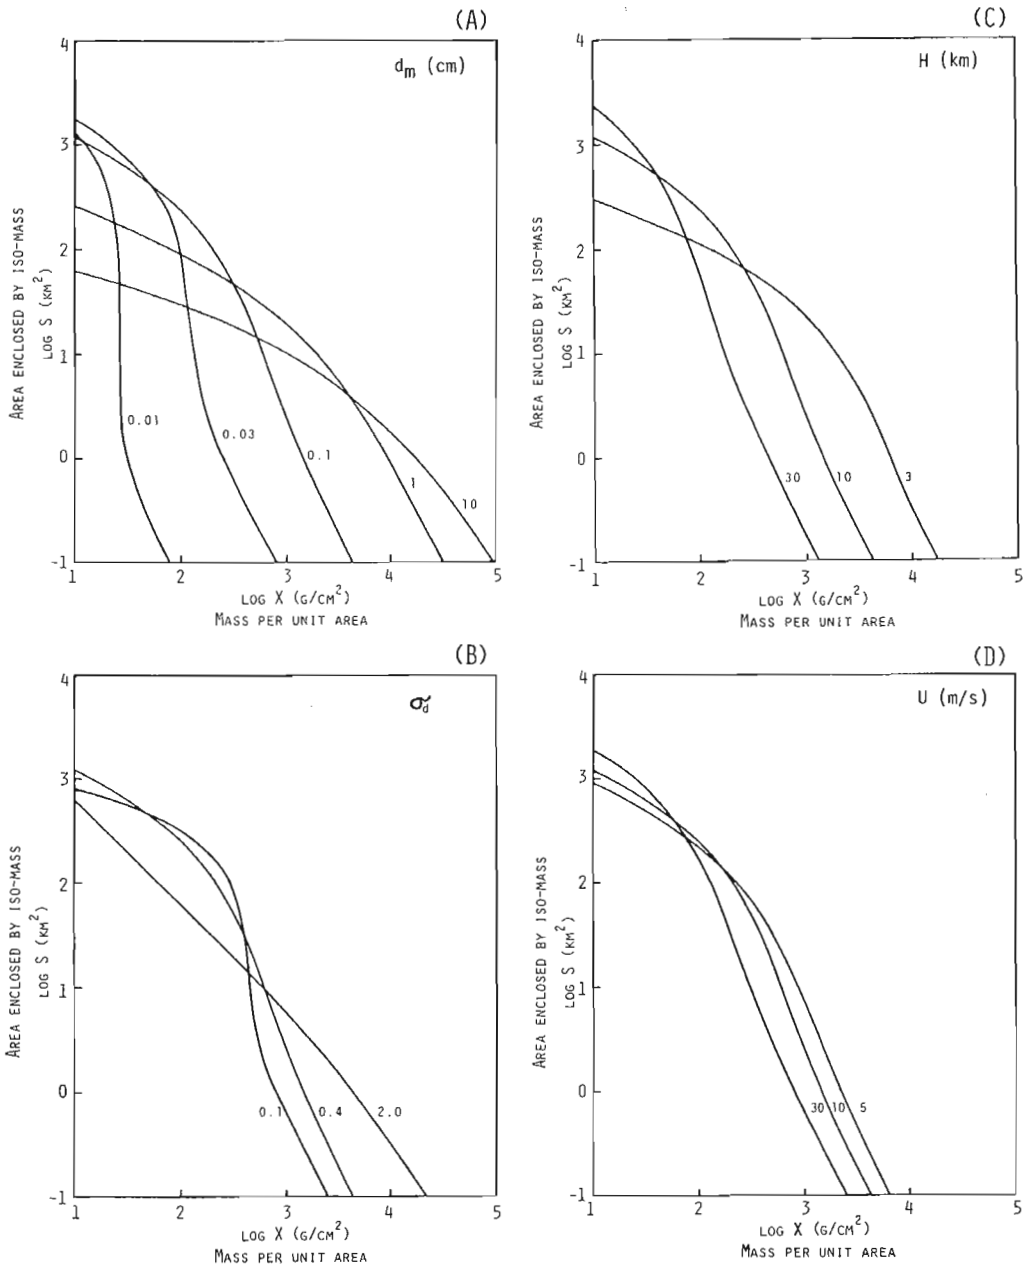 (A)
d_m (cm)
4
3
2
1
0
-1
AREA ENCLOSED BY ISO-MASS
LOG S (KM²)
0.01
0.03
0.1
1
10
1 2 3 4 5
LOG X (G/CM²)
MASS PER UNIT AREA
(C)
H (km)
4
3
2
1
0
-1
AREA ENCLOSED BY ISO-MASS
LOG S (KM²)
30
10
3
1 2 3 4 5
LOG X (G/CM²)
MASS PER UNIT AREA
(B)
σ_d
4
3
2
1
0
-1
AREA ENCLOSED BY ISO-MASS
LOG S (KM²)
0.1
0.4
2.0
1 2 3 4 5
LOG X (G/CM²)
MASS PER UNIT AREA
(D)
U (m/s)
4
3
2
1
0
-1
AREA ENCLOSED BY ISO-MASS
LOG S (KM²)
30
10
5
1 2 3 4 5
LOG X (G/CM²)
MASS PER UNIT AREA